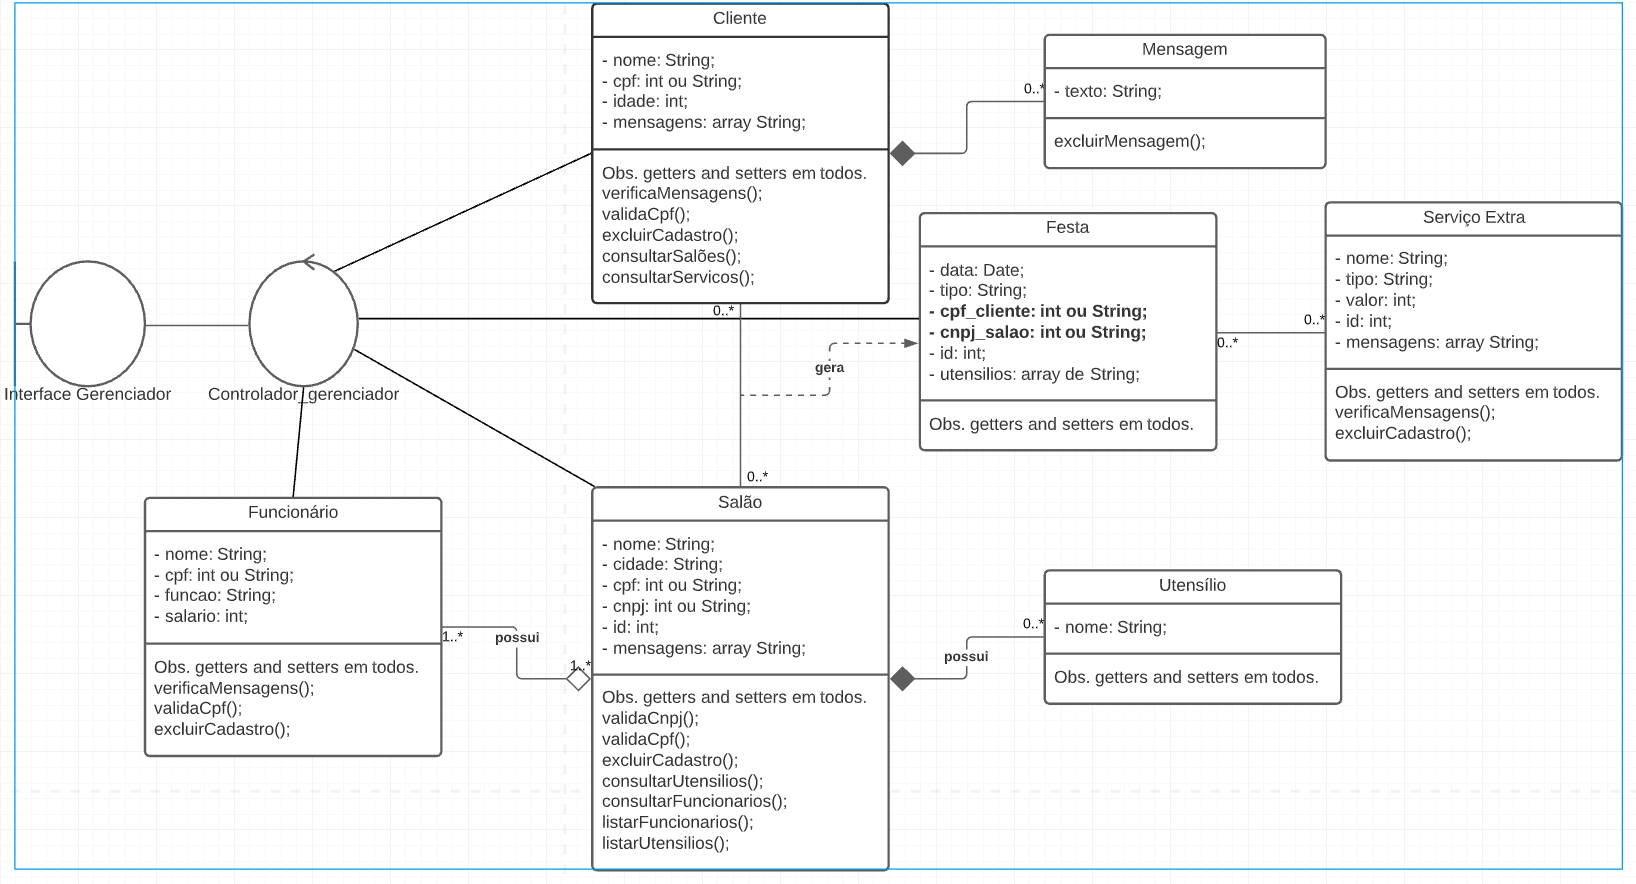 Cliente
- nome: String;
- cpf: int ou String;
- idade: int;
- mensagens: array String;
Obs. getters and setters em todos.
verificaMensagens();
validaCpf();
excluirCadastro();
consultarSalões();
consultarServicos();
Mensagem
0..*
- texto: String;
excluirMensagem();
Festa
- data: Date;
- tipo: String;
- cpf_cliente: int ou String;
- cnpj_salao: int ou String;
- id: int;
- utensilios: array de String;
Obs. getters and setters em todos.
Serviço Extra
- nome: String;
- tipo: String;
- valor: int;
- id: int;
- mensagens: array String;
Obs. getters and setters em todos.
verificaMensagens();
excluirCadastro();
0..*
0..*
0..*
gera
0..*
Interface Gerenciador
Controlador_gerenciador
Funcionário
- nome: String;
- cpf: int ou String;
- funcao: String;
- salario: int;
Obs. getters and setters em todos.
verificaMensagens();
validaCpf();
excluirCadastro();
1..*
possui
1..*
Salão
- nome: String;
- cidade: String;
- cpf: int ou String;
- cnpj: int ou String;
- id: int;
- mensagens: array String;
Obs. getters and setters em todos.
validaCnpj();
validaCpf();
excluirCadastro();
consultarUtensilios();
consultarFuncionarios();
listarFuncionarios();
listarUtensilios();
possui
0..*
Utensílio
- nome: String;
Obs. getters and setters em todos.